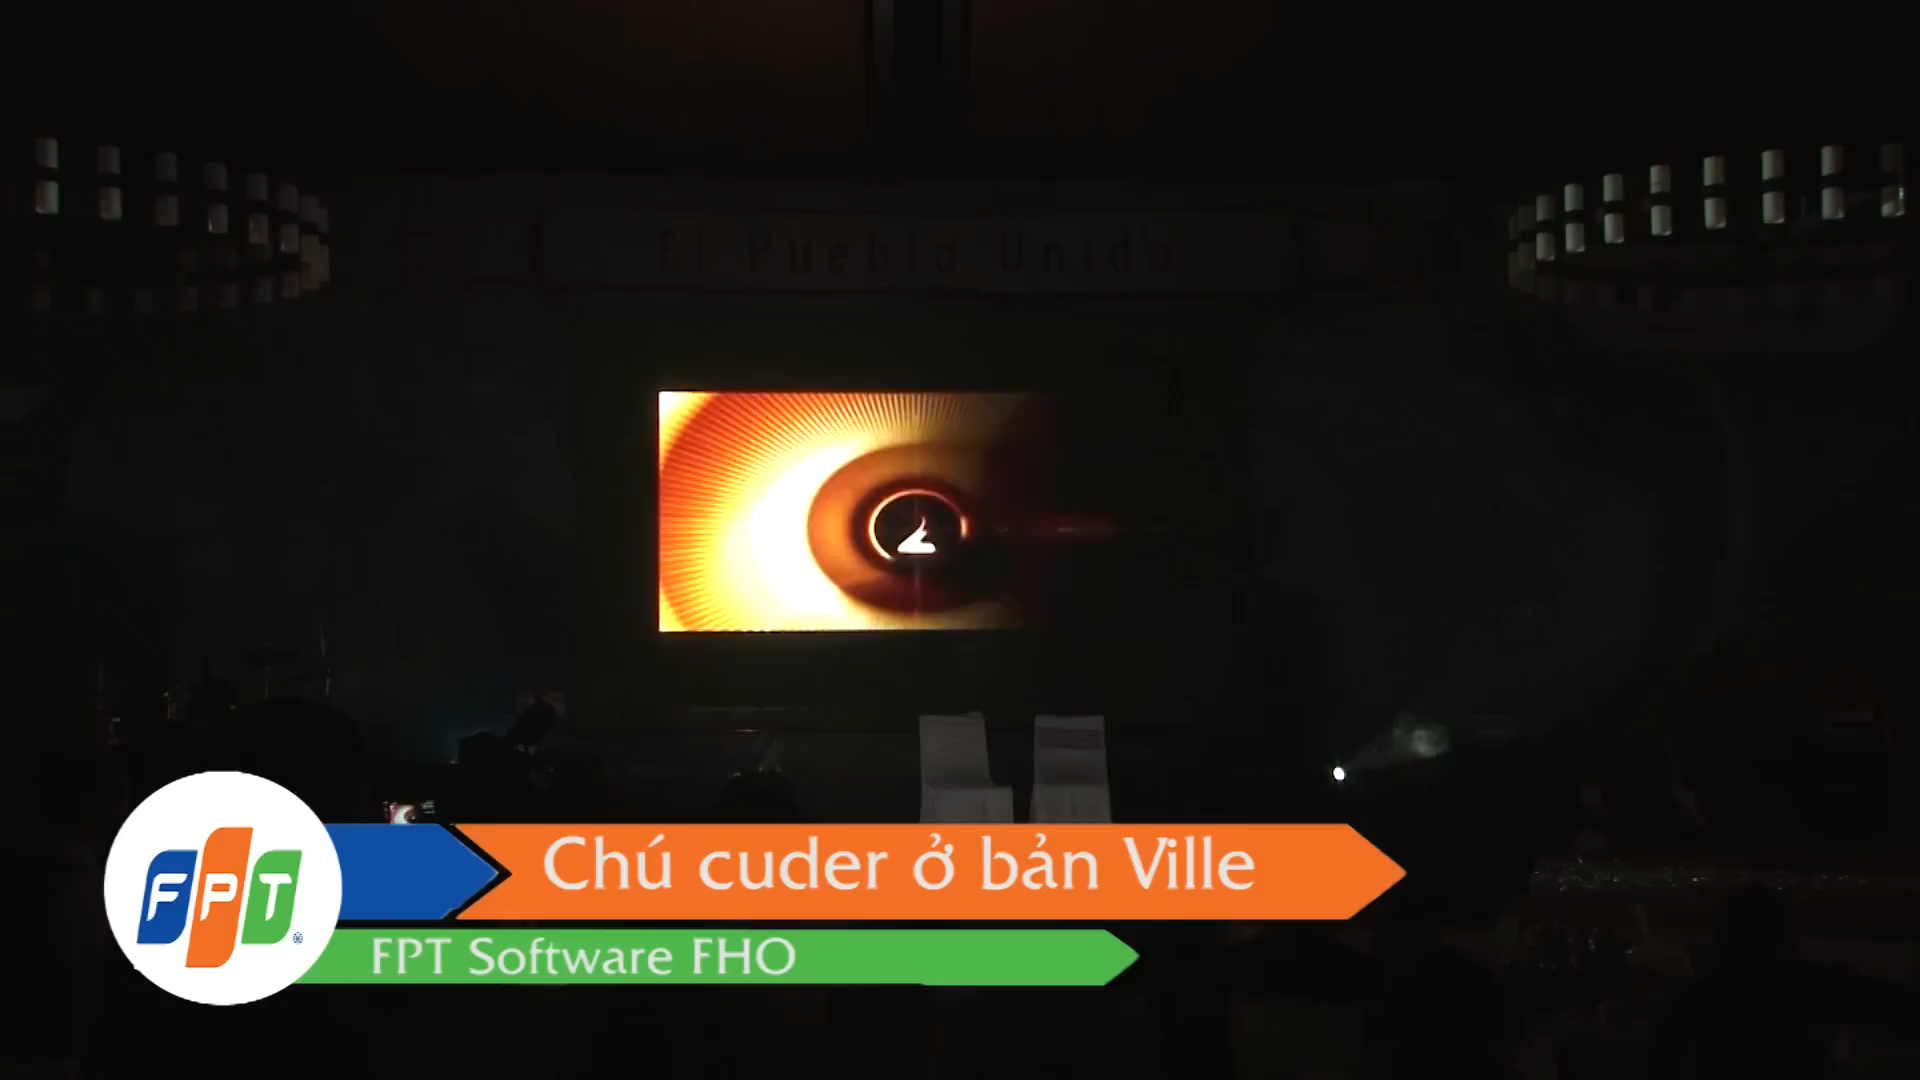 El Pueblo Unido
Chú cuder ở bản Ville
FPT®
FPT Software FHO